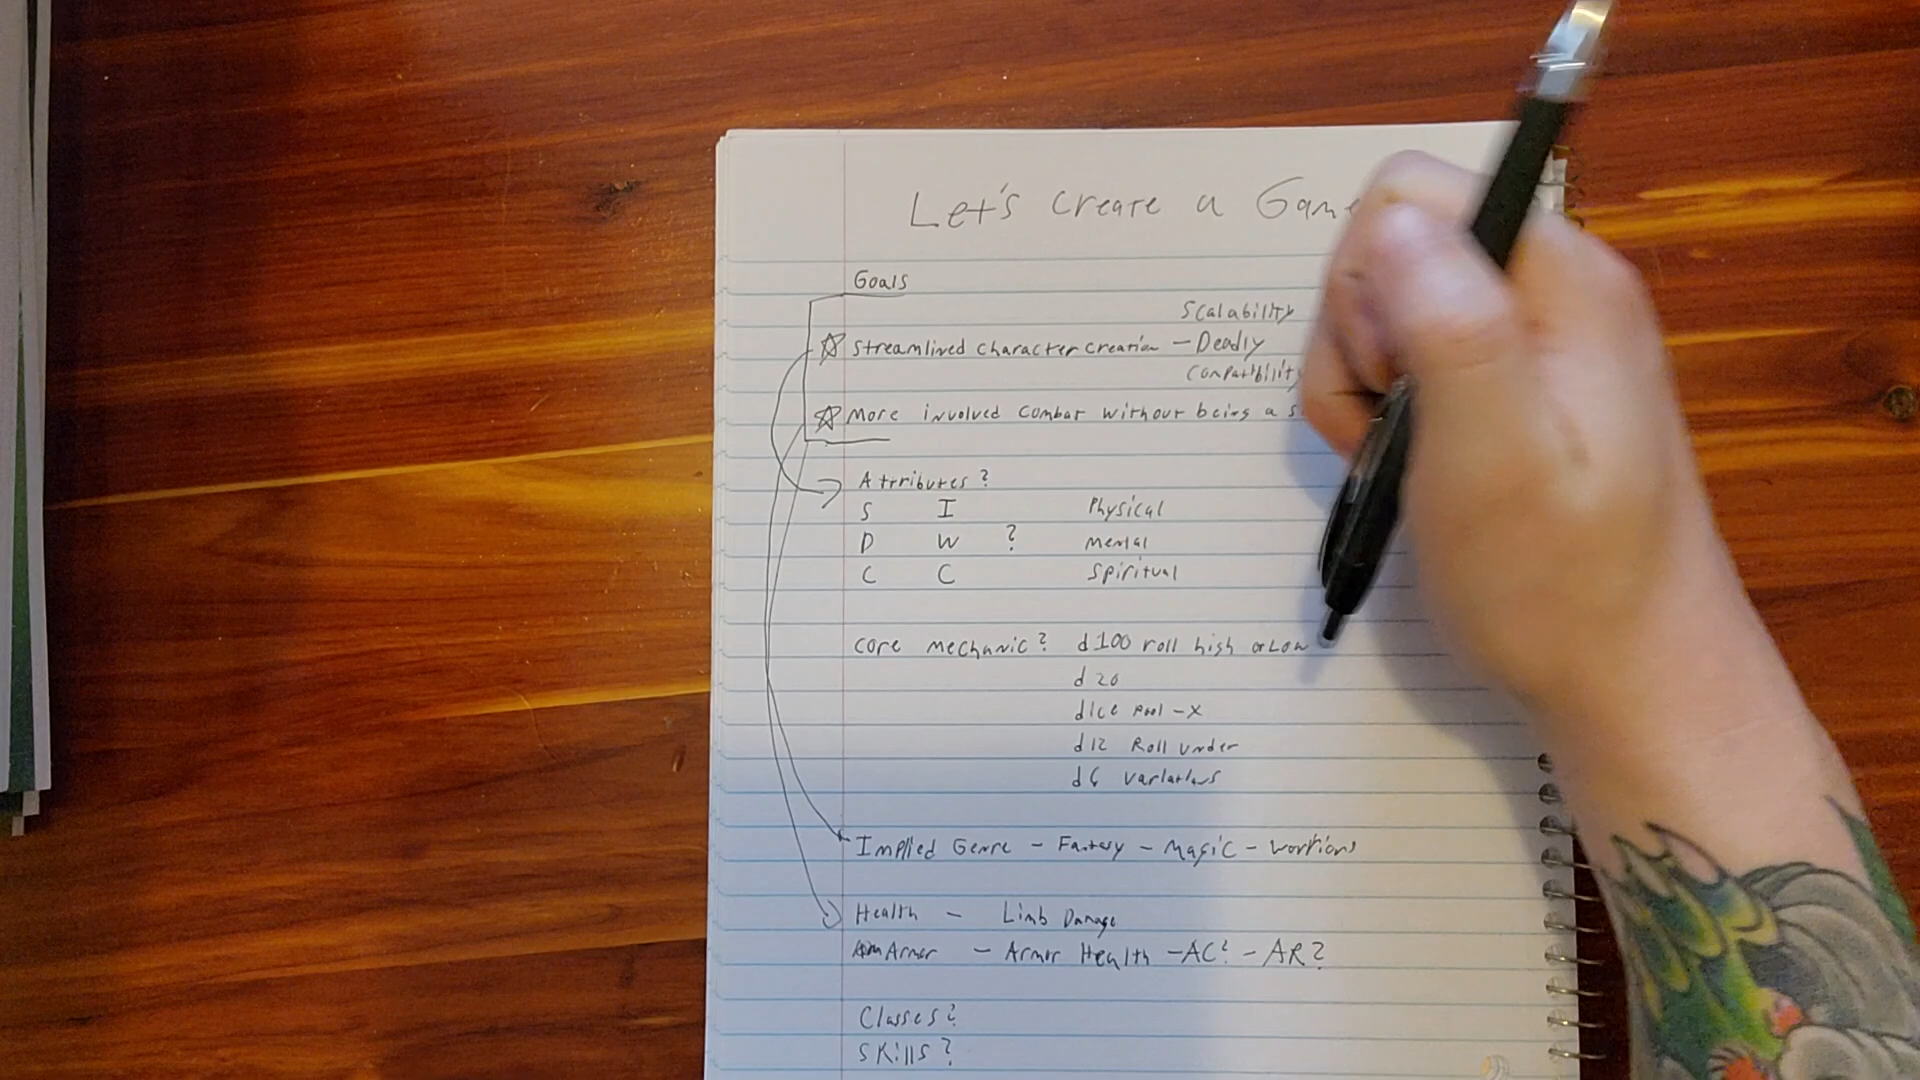 Let's create a Game
Goals
Scalability
Streamlined character creation - Deadly
Compatibility
More involved combat without being a s
Attributes?
S I Physical
D W ? Mental
C C Spiritual
Core mechanic? d100 roll high or Low
d20
dice pool - X
d12 Roll under
d6 variations
Implied Genre - Fantasy - Magic - Warriors
Health - Limb Damage
Armor - Armor Health - AC? - AR?
Classes?
Skills?